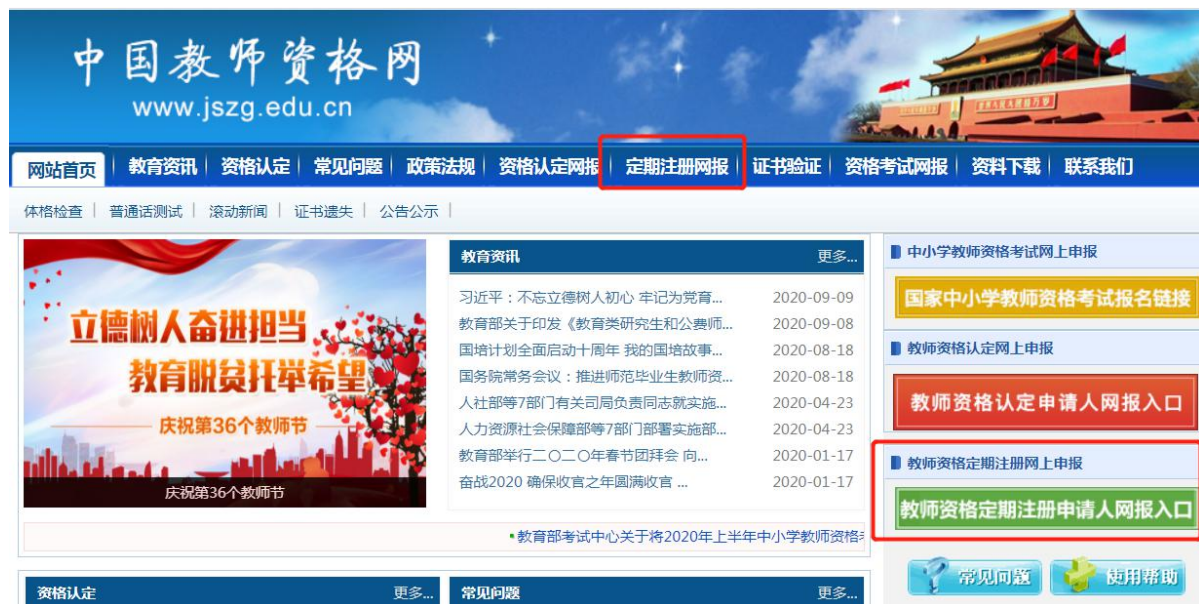 中国教师资格网
www.jszg.edu.cn
网站首页 教育资讯 资格认定 常见问题 政策法规 资格认定网报 定期注册网报 证书验证 资格考试网报 资料下载 联系我们
体格检查 普通话测试 滚动新闻 证书遗失 公告公示
立德树人奋进担当
教育脱贫托举希望
庆祝第36个教师节
庆祝第36个教师节
教育资讯 更多...
习近平：不忘立德树人初心 牢记为党育... 2020-09-09
教育部关于印发《教育类研究生和公费师... 2020-09-08
国培计划全面启动十周年 我的国培故事... 2020-08-18
国务院常务会议：推进师范毕业生教师资... 2020-08-18
人社部等7部门有关司局负责同志就实施... 2020-04-23
人力资源社会保障部等7部门部署实施部... 2020-04-23
教育部举行二〇二〇年春节团拜会 向... 2020-01-17
奋战2020 确保收官之年圆满收官 ... 2020-01-17
教育部考试中心关于将2020年上半年中小学教师资格考
中小学教师资格考试网上申报
国家中小学教师资格考试报名链接
教师资格认定网上申报
教师资格认定申请人网报入口
教师资格定期注册网上申报
教师资格定期注册申请人网报入口
常见问题 使用帮助
资格认定 更多...
常见问题 更多...